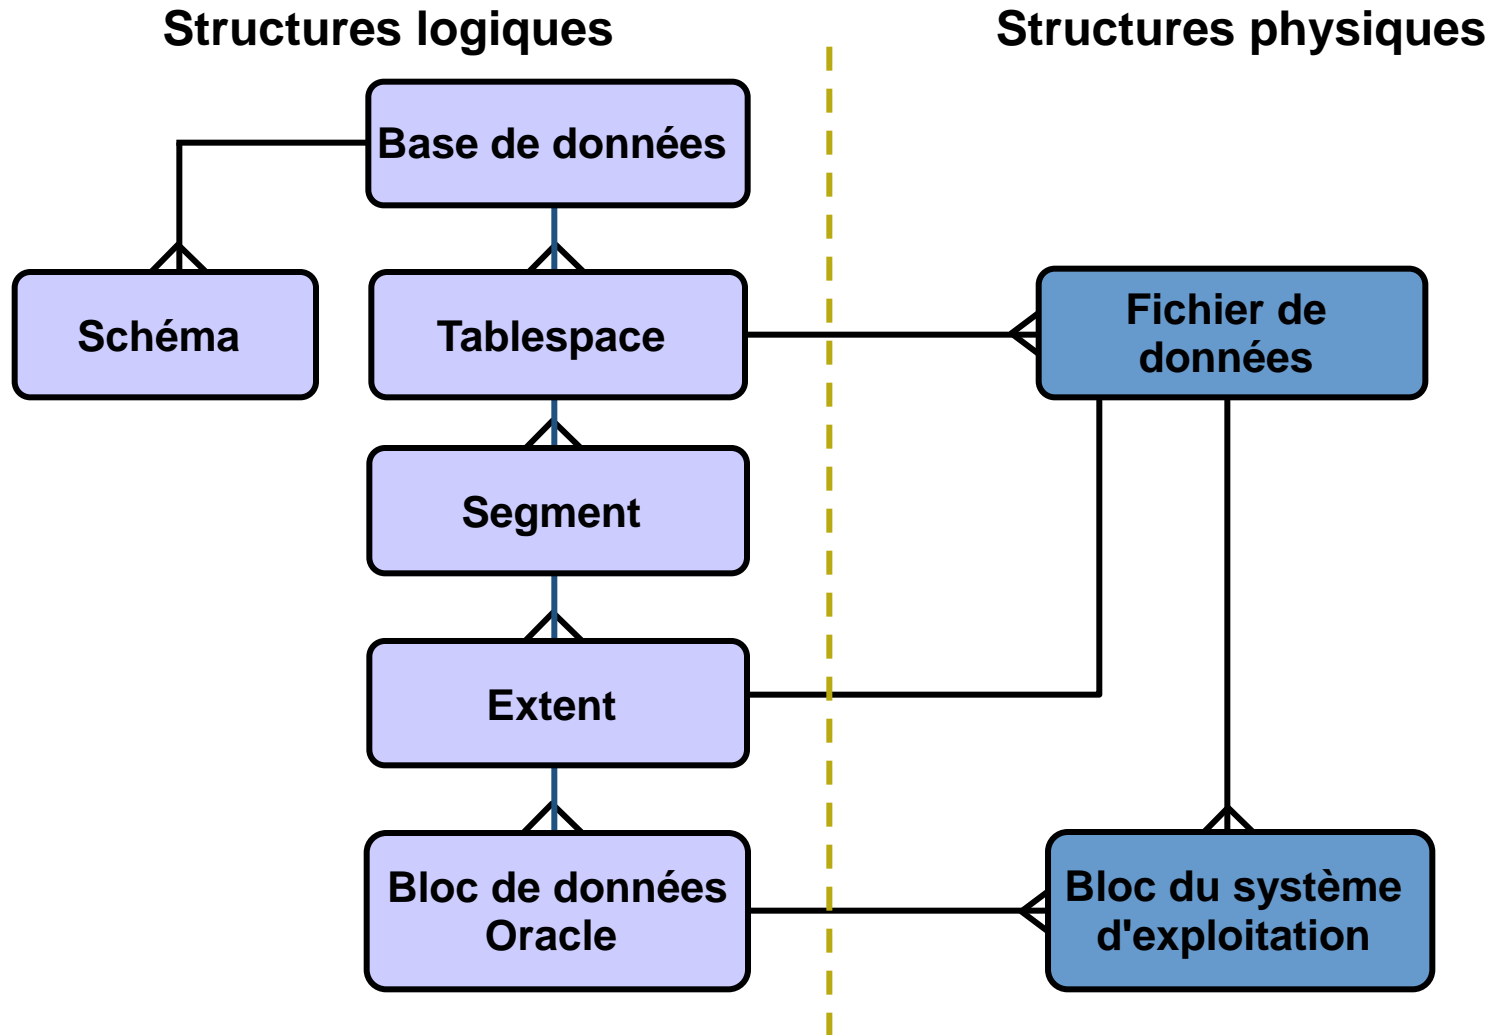 Structures logiques
Structures physiques
Base de données
Schéma
Tablespace
Fichier de
données
Segment
Extent
Bloc de données
Oracle
Bloc du système
d'exploitation